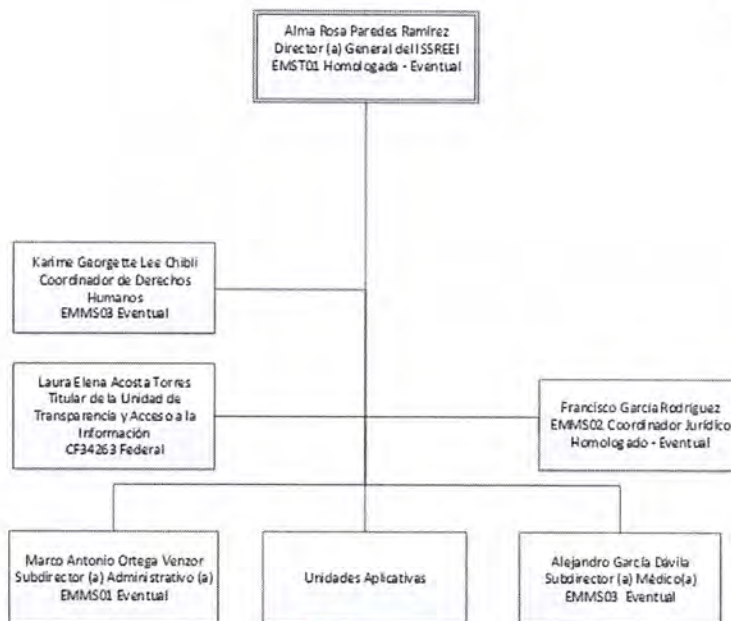 Alma Rosa Paredes Ramírez
Director (a) General del ISSREEI
EMST01 Homologada - Eventual
Karime Georgette Lee Chibli
Coordinador de Derechos
Humanos
EMMS03 Eventual
Laura Elena Acosta Torres
Titular de la Unidad de
Transparencia y Acceso a la
Información
CF34263 Federal
Francisco García Rodríguez
EMMS02 Coordinador Jurídico
Homologado - Eventual
Marco Antonio Ortega Venzor
Subdirector (a) Administrativo (a)
EMMS01 Eventual
Unidades Aplicativas
Alejandro García Dávila
Subdirector (a) Médico(a)
EMMS03 Eventual